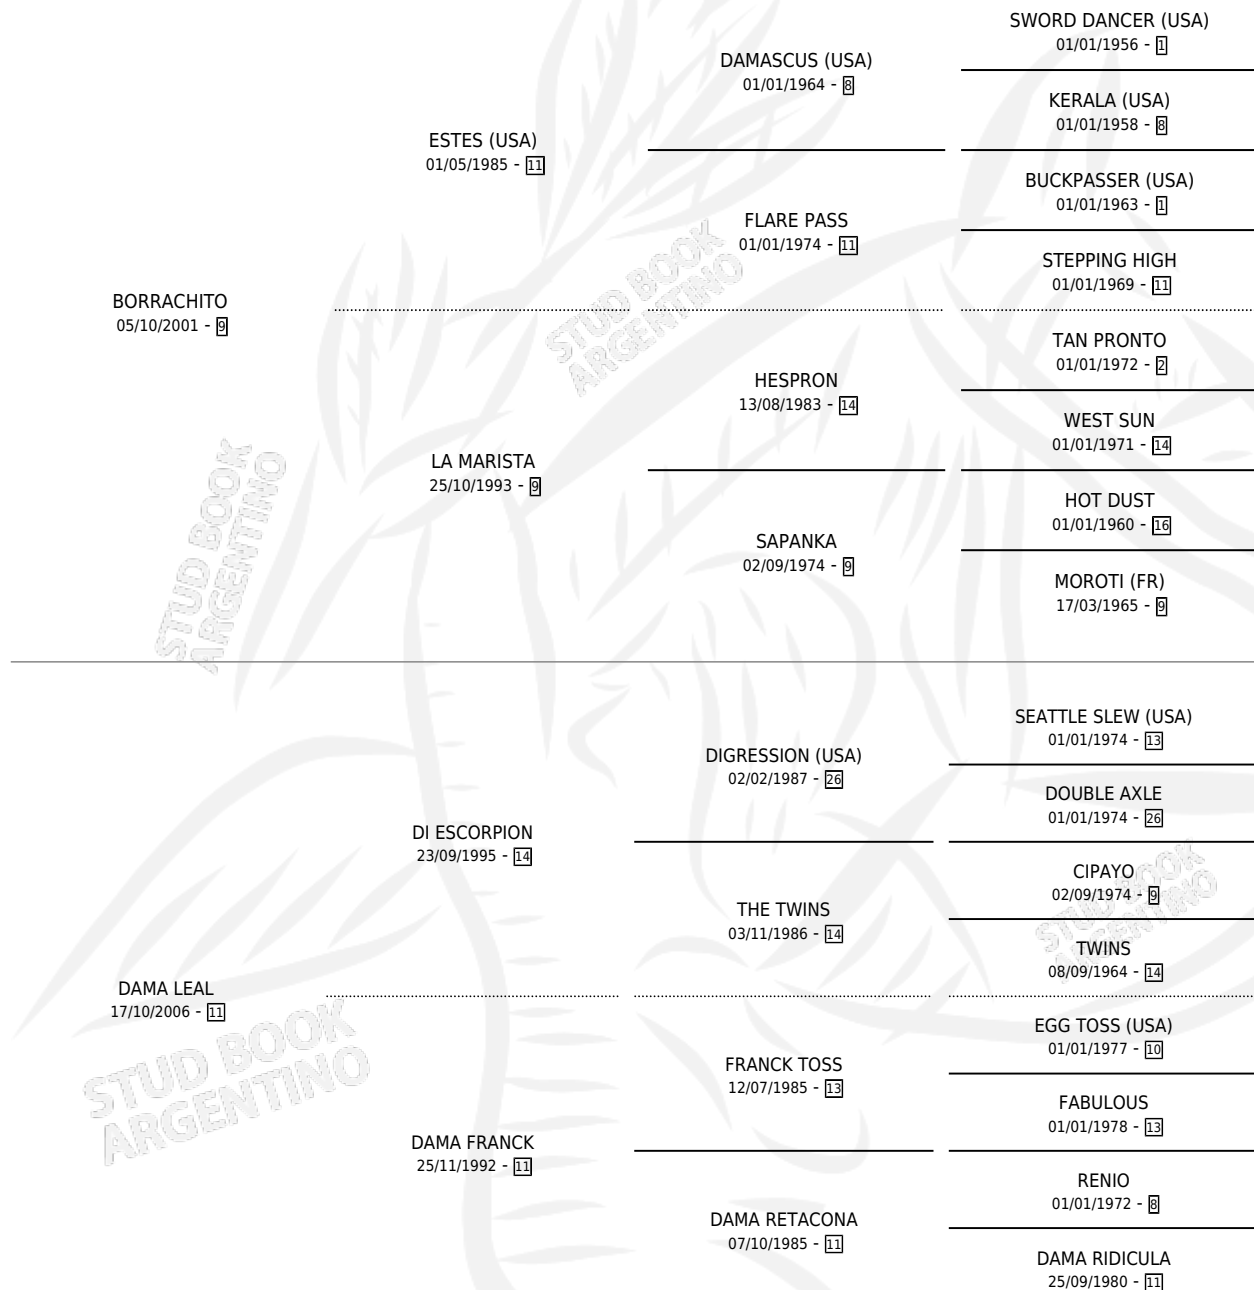 SWORD DANCER (USA)
01/01/1956 - 1
DAMASCUS (USA)
01/01/1964 - 8
KERALA (USA)
01/01/1958 - 8
ESTES (USA)
01/05/1985 - 11
BUCKPASSER (USA)
01/01/1963 - 1
FLARE PASS
01/01/1974 - 11
STEPPING HIGH
01/01/1969 - 11
BORRACHITO
05/10/2001 - 9
TAN PRONTO
01/01/1972 - 2
HESPRON
13/08/1983 - 14
WEST SUN
01/01/1971 - 14
LA MARISTA
25/10/1993 - 9
HOT DUST
01/01/1960 - 16
SAPANKA
02/09/1974 - 9
MOROTI (FR)
17/03/1965 - 9
SEATTLE SLEW (USA)
01/01/1974 - 13
DIGRESSION (USA)
02/02/1987 - 26
DOUBLE AXLE
01/01/1974 - 26
DI ESCORPION
23/09/1995 - 14
CIPAYO
02/09/1974 - 9
THE TWINS
03/11/1986 - 14
TWINS
08/09/1964 - 14
DAMA LEAL
17/10/2006 - 11
EGG TOSS (USA)
01/01/1977 - 10
FRANCK TOSS
12/07/1985 - 13
FABULOUS
01/01/1978 - 13
DAMA FRANCK
25/11/1992 - 11
RENIO
01/01/1972 - 8
DAMA RETACONA
07/10/1985 - 11
DAMA RIDICULA
25/09/1980 - 11
STUD BOOK
ARGENTINO
STUD BOOK
ARGENTINO
STUD BOOK
ARGENTINO
STUD BOOK
ARGENTINO